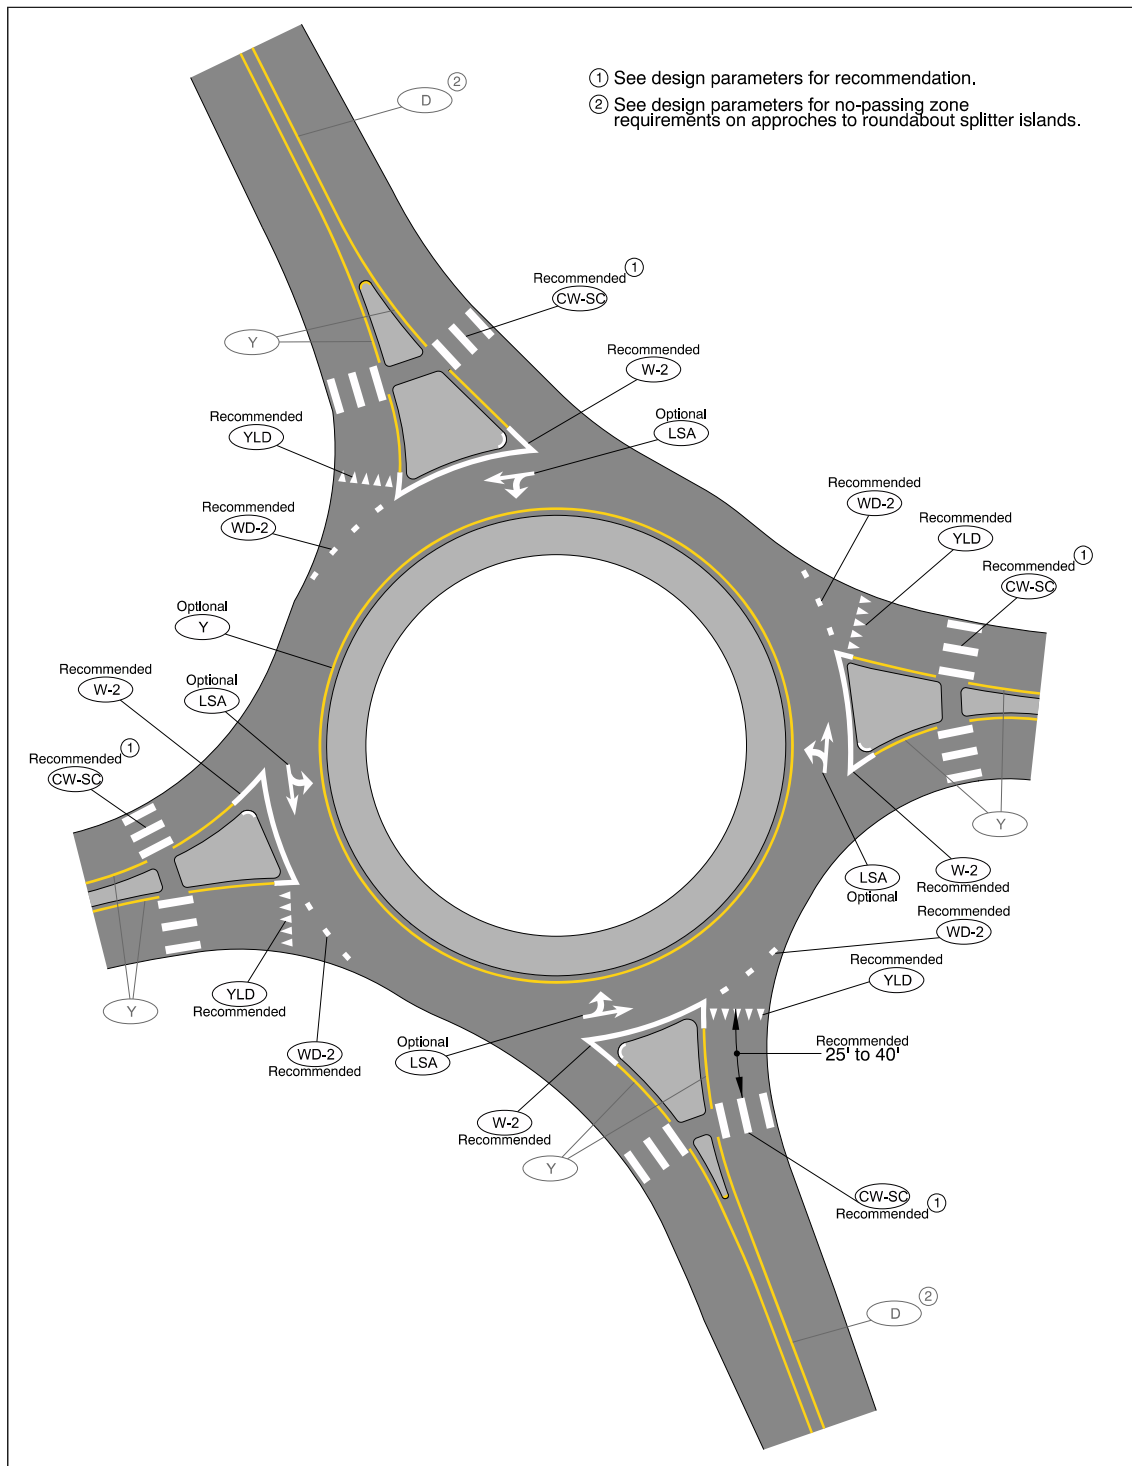 ① See design parameters for recommendation.
② See design parameters for no-passing zone
requirements on approches to roundabout splitter islands.
D ②
Recommended ①
CW-SC
Y
Recommended
W-2
Recommended
YLD
Optional
LSA
Recommended
WD-2
Recommended
WD-2
Recommended
YLD
Recommended ①
CW-SC
Optional
Y
Recommended
W-2
Optional
LSA
Recommended ①
CW-SC
Y
LSA
Optional
W-2
Recommended
Recommended
WD-2
Recommended
YLD
YLD
Recommended
Y
WD-2
Recommended
Optional
LSA
Recommended
25' to 40'
W-2
Recommended
Y
CW-SC
Recommended ①
D ②